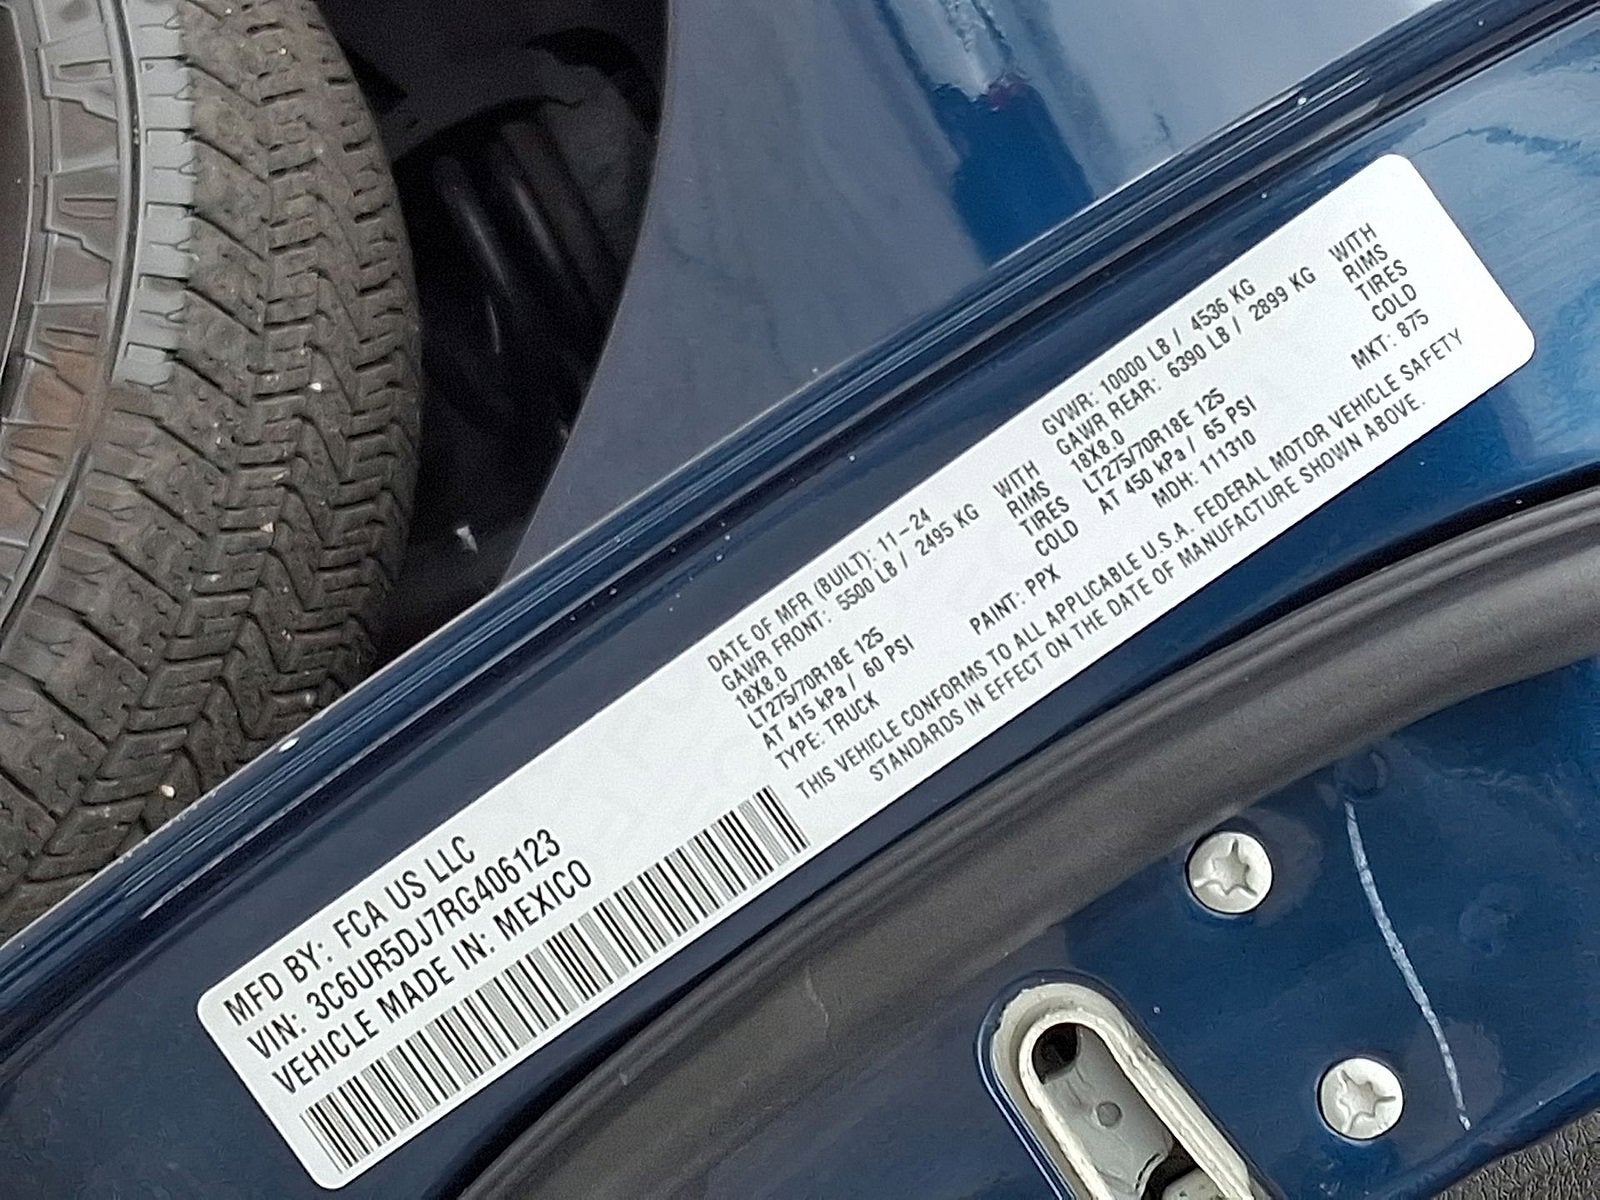 MFD BY: FCA US LLC
VIN: 3C6UR5DJ7RG406123
VEHICLE MADE IN: MEXICO
DATE OF MFR (BUILT): 11-24 GVWR: 10000 LB / 4536 KG
GAWR FRONT: 5500 LB / 2495 KG WITH GAWR REAR: 6390 LB / 2899 KG WITH
18X8.0 RIMS 18X8.0 RIMS
LT275/70R18E 125 TIRES LT275/70R18E 125 TIRES
AT 415 kPa / 60 PSI COLD AT 450 kPa / 65 PSI COLD
TYPE: TRUCK PAINT: PPX MDH: 111310 MKT: 875
THIS VEHICLE CONFORMS TO ALL APPLICABLE U.S.A. FEDERAL MOTOR VEHICLE SAFETY
STANDARDS IN EFFECT ON THE DATE OF MANUFACTURE SHOWN ABOVE.